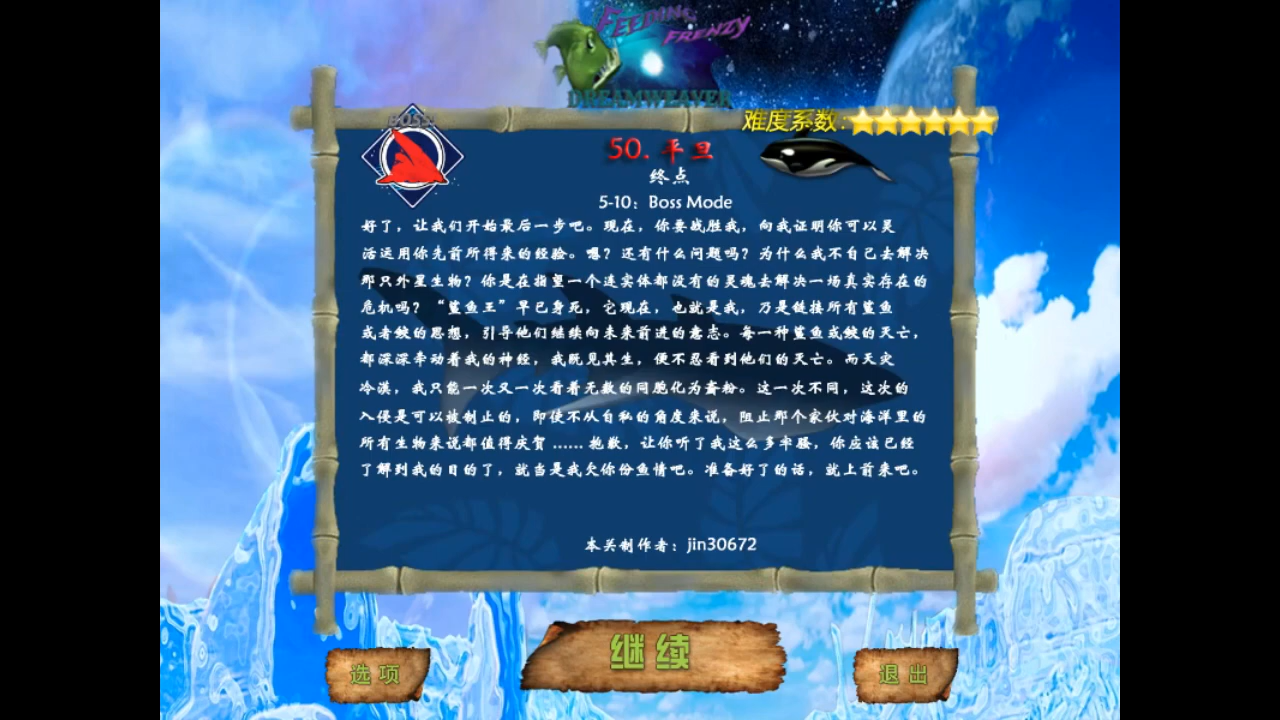 FEEDING
FRENZY
DREAMWEAVER
难度系数:
BOSS
50. 平旦
终点
5-10: Boss Mode
好了，让我们开始最后一步吧。现在，你要战胜我，向我证明你可以灵
活运用你先前所得来的经验。嗯？还有什么问题吗？为什么我不自己去解决
那只外星生物？你是在指望一个连实体都没有的灵魂去解决一场真实存在的
危机吗？“鲨鱼王”早已身死，它现在，也就是我，乃是链接所有鲨鱼
或者鲸的思想，引导他们继续向未来前进的意志。每一种鲨鱼或鲸的灭亡，
都深深牵动着我的神经，我既见其生，便不忍看到他们的灭亡。而天灾
冷漠，我只能一次又一次看着无数的同胞化为齑粉。这一次不同，这次的
入侵是可以被制止的，即使不从自私的角度来说，阻止那个家伙对海洋里的
所有生物来说都值得庆贺……抱歉，让你听了我这么多牢骚，你应该已经
了解到我的目的了，就当是我欠你份鱼情吧。准备好了的话，就上前来吧。
本关制作者：jin30672
继续
选项
退出